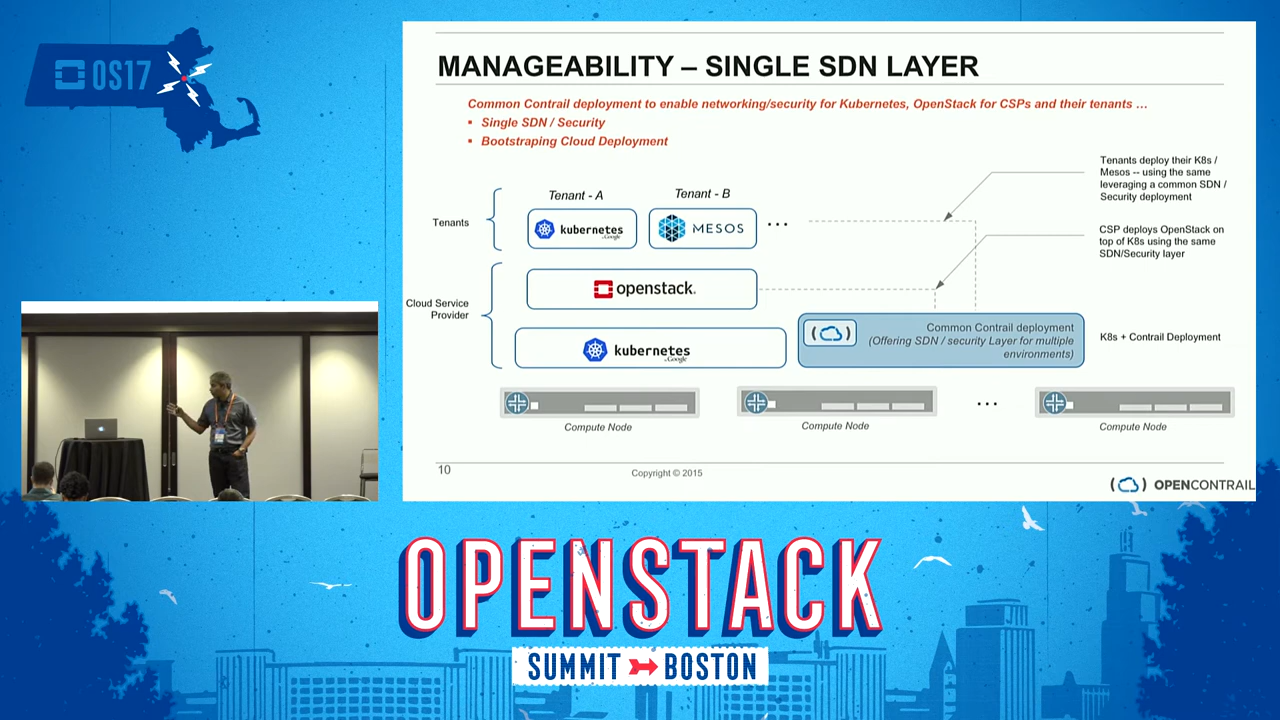 OS17
MANAGEABILITY – SINGLE SDN LAYER
Common Contrail deployment to enable networking/security for Kubernetes, OpenStack for CSPs and their tenants …
▪ Single SDN / Security
▪ Bootstraping Cloud Deployment
Tenants deploy their K8s /
Mesos -- using the same
leveraging a common SDN /
Security deployment
Tenant - A
Tenant - B
Tenants
kubernetes
by Google
MESOS
...
CSP deploys OpenStack on
top of K8s using the same
SDN/Security layer
Cloud Service
Provider
openstack.
kubernetes
by Google
Common Contrail deployment
(Offering SDN / security Layer for multiple
environments)
K8s + Contrail Deployment
...
Compute Node
Compute Node
Compute Node
10
Copyright © 2015
OPENCONTRAIL
OPENSTACK
SUMMIT BOSTON